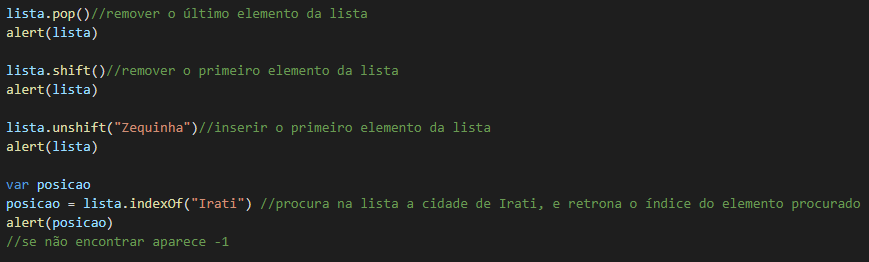 lista.pop()//remover o último elemento da lista
alert(lista)
lista.shift()//remover o primeiro elemento da lista
alert(lista)
lista.unshift("Zequinha")//inserir o primeiro elemento da lista
alert(lista)
var posicao
posicao = lista.indexOf("Irati") //procura na lista a cidade de Irati, e retrona o índice do elemento procurado
alert(posicao)
//se não encontrar aparece -1